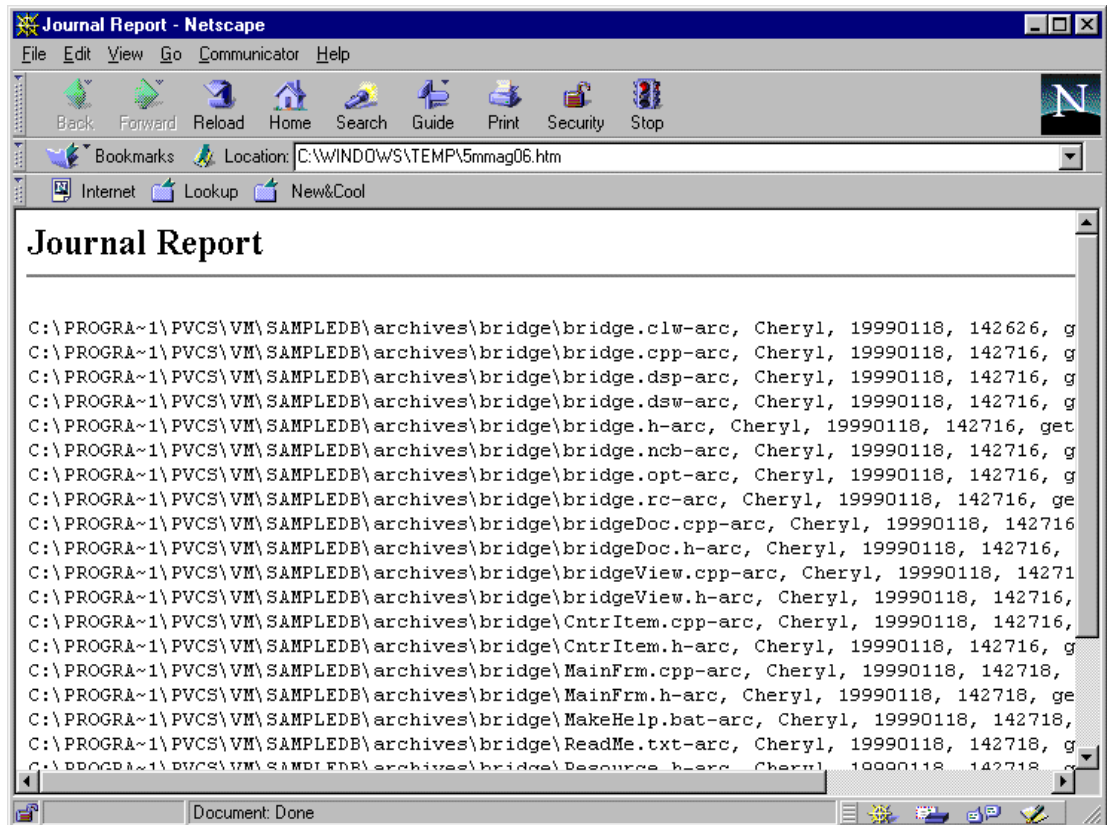 Journal Report - Netscape
File Edit View Go Communicator Help
Back Forward Reload Home Search Guide Print Security Stop
N
Bookmarks Location: C:\WINDOWS\TEMP\5mmag06.htm
Internet Lookup New&Cool
Journal Report
C:\PROGRA~1\PVCS\VM\SAMPLEDB\archives\bridge\bridge.clw-arc, Cheryl, 19990118, 142626, g
C:\PROGRA~1\PVCS\VM\SAMPLEDB\archives\bridge\bridge.cpp-arc, Cheryl, 19990118, 142716, g
C:\PROGRA~1\PVCS\VM\SAMPLEDB\archives\bridge\bridge.dsp-arc, Cheryl, 19990118, 142716, g
C:\PROGRA~1\PVCS\VM\SAMPLEDB\archives\bridge\bridge.dsw-arc, Cheryl, 19990118, 142716, g
C:\PROGRA~1\PVCS\VM\SAMPLEDB\archives\bridge\bridge.h-arc, Cheryl, 19990118, 142716, get
C:\PROGRA~1\PVCS\VM\SAMPLEDB\archives\bridge\bridge.ncb-arc, Cheryl, 19990118, 142716, g
C:\PROGRA~1\PVCS\VM\SAMPLEDB\archives\bridge\bridge.opt-arc, Cheryl, 19990118, 142716, g
C:\PROGRA~1\PVCS\VM\SAMPLEDB\archives\bridge\bridge.rc-arc, Cheryl, 19990118, 142716, ge
C:\PROGRA~1\PVCS\VM\SAMPLEDB\archives\bridge\bridgeDoc.cpp-arc, Cheryl, 19990118, 142716
C:\PROGRA~1\PVCS\VM\SAMPLEDB\archives\bridge\bridgeDoc.h-arc, Cheryl, 19990118, 142716,
C:\PROGRA~1\PVCS\VM\SAMPLEDB\archives\bridge\bridgeView.cpp-arc, Cheryl, 19990118, 14271
C:\PROGRA~1\PVCS\VM\SAMPLEDB\archives\bridge\bridgeView.h-arc, Cheryl, 19990118, 142716,
C:\PROGRA~1\PVCS\VM\SAMPLEDB\archives\bridge\CntrItem.cpp-arc, Cheryl, 19990118, 142716,
C:\PROGRA~1\PVCS\VM\SAMPLEDB\archives\bridge\CntrItem.h-arc, Cheryl, 19990118, 142716, g
C:\PROGRA~1\PVCS\VM\SAMPLEDB\archives\bridge\MainFrm.cpp-arc, Cheryl, 19990118, 142718,
C:\PROGRA~1\PVCS\VM\SAMPLEDB\archives\bridge\MainFrm.h-arc, Cheryl, 19990118, 142718, ge
C:\PROGRA~1\PVCS\VM\SAMPLEDB\archives\bridge\MakeHelp.bat-arc, Cheryl, 19990118, 142718,
C:\PROGRA~1\PVCS\VM\SAMPLEDB\archives\bridge\ReadMe.txt-arc, Cheryl, 19990118, 142718, g
C:\PROGRA~1\PVCS\VM\SAMPLEDB\archives\bridge\Resource.h-arc, Cheryl, 19990118, 142718, g
Document: Done